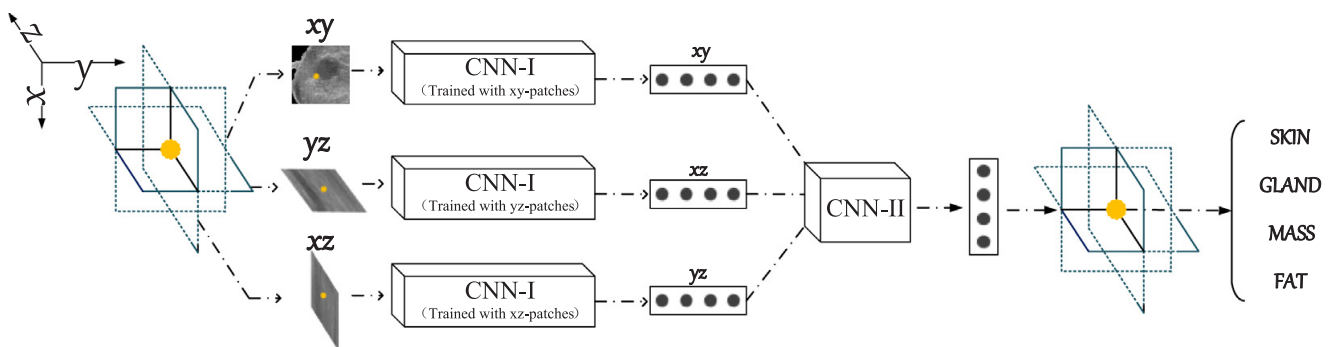 z
y
x
xy
CNN-I
(Trained with xy-patches)
xy
yz
CNN-I
(Trained with yz-patches)
xz
xz
CNN-I
(Trained with xz-patches)
yz
CNN-II
SKIN
GLAND
MASS
FAT